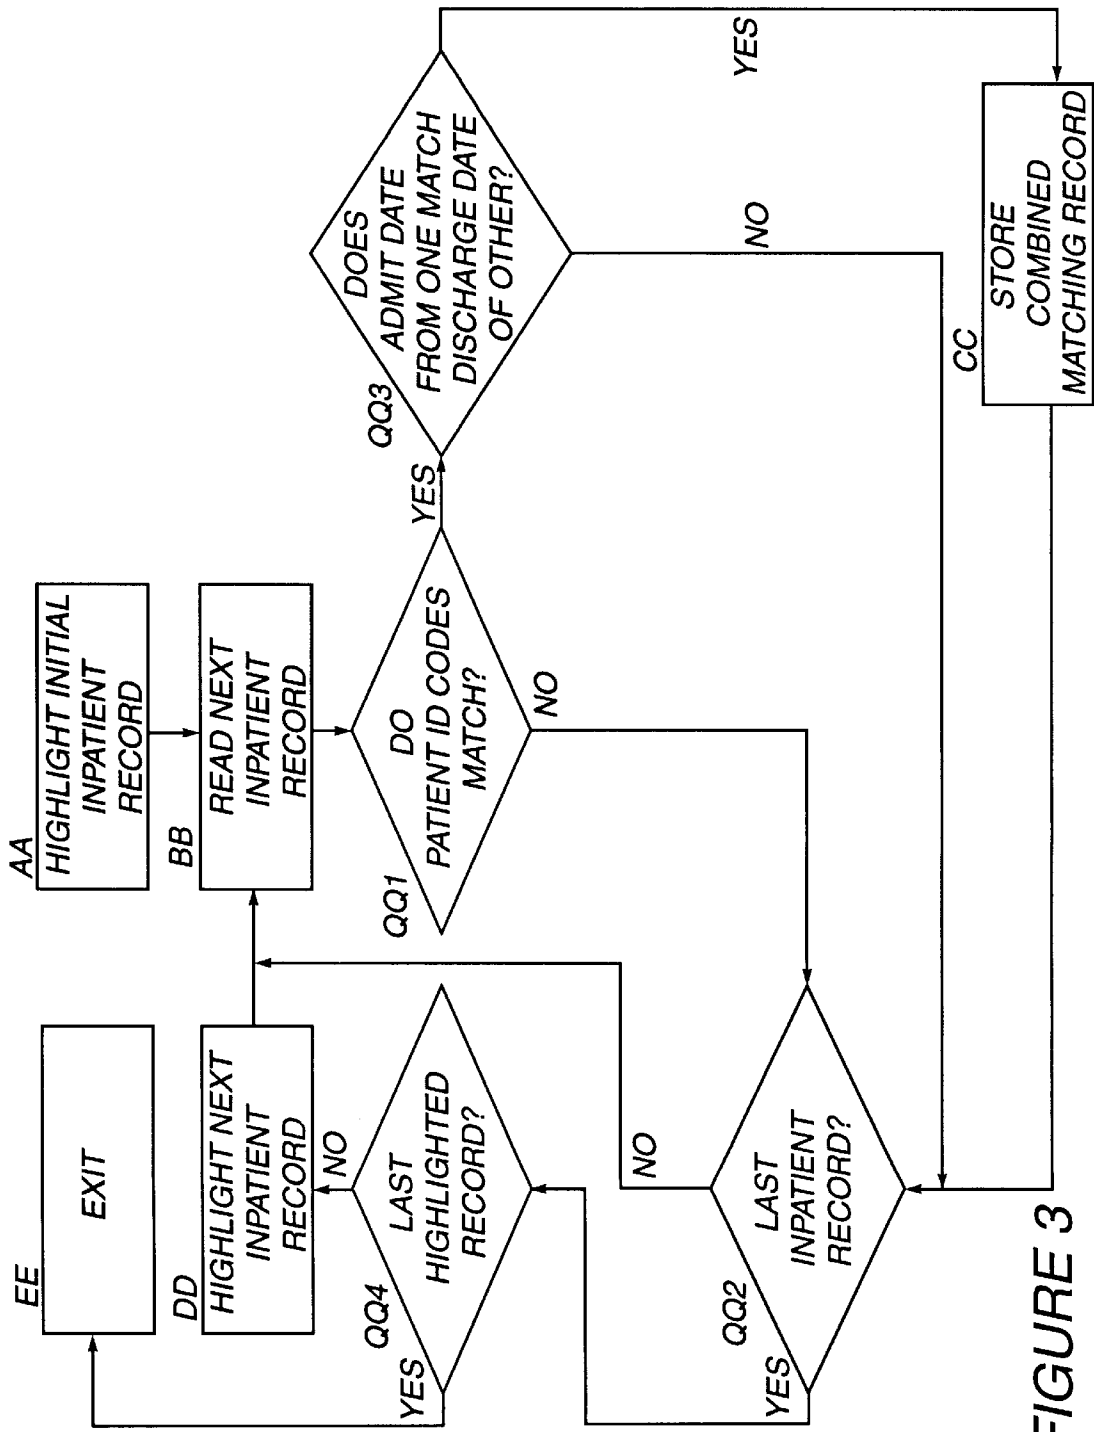 AA
HIGHLIGHT INITIAL
INPATIENT
RECORD
BB
READ NEXT
INPATIENT
RECORD
QQ1
DO
PATIENT ID CODES
MATCH?
YES
NO
QQ3
DOES
ADMIT DATE
FROM ONE MATCH
DISCHARGE DATE
OF OTHER?
YES
NO
CC
STORE
COMBINED
MATCHING RECORD
QQ2
LAST
INPATIENT
RECORD?
NO
YES
QQ4
LAST
HIGHLIGHTED
RECORD?
NO
YES
DD
HIGHLIGHT NEXT
INPATIENT
RECORD
EE
EXIT
FIGURE 3